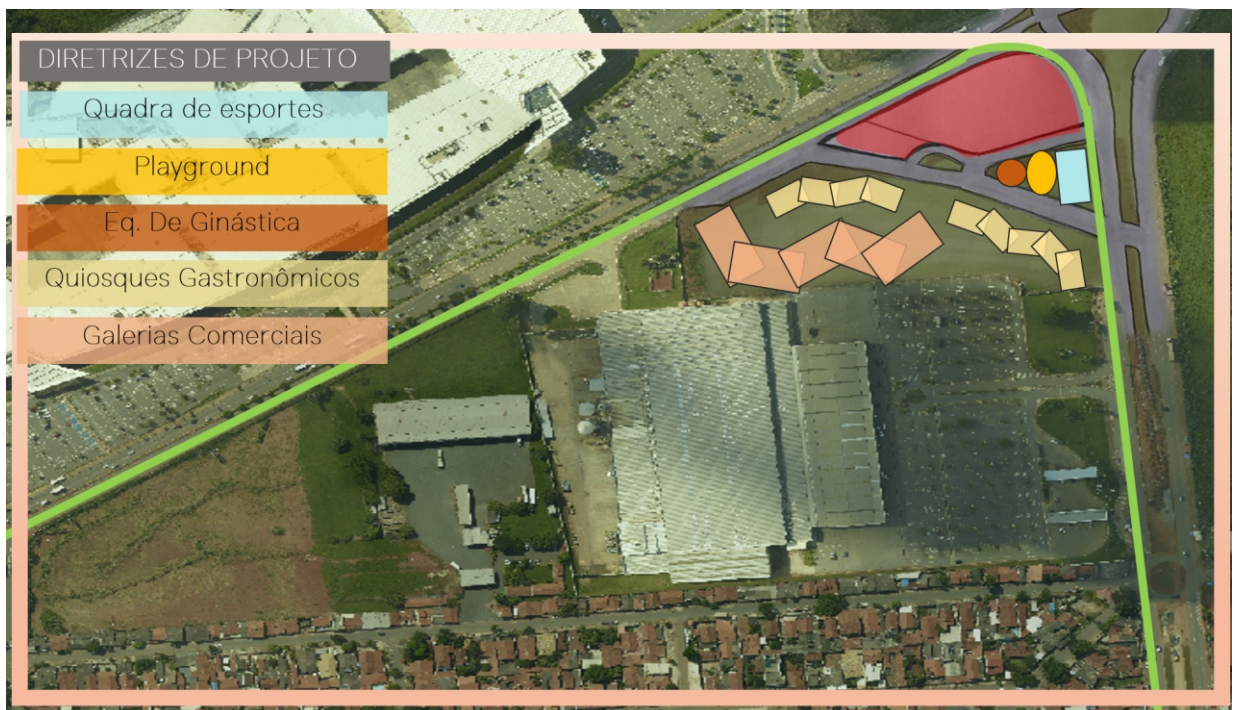 DIRETRIZES DE PROJETO
Quadra de esportes
Playground
Eq. De Ginástica
Quiosques Gastronômicos
Galerias Comerciais